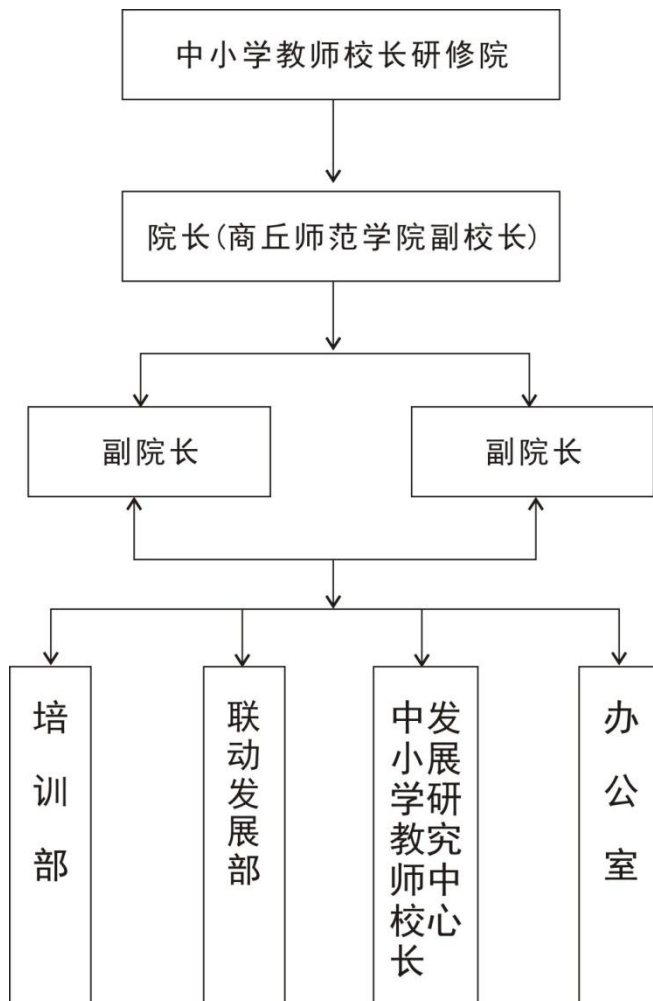 中小学教师校长研修院
院长(商丘师范学院副校长)
副院长
副院长
培训部
联动发展部
中小学教师校长
发展研究中心
办公室